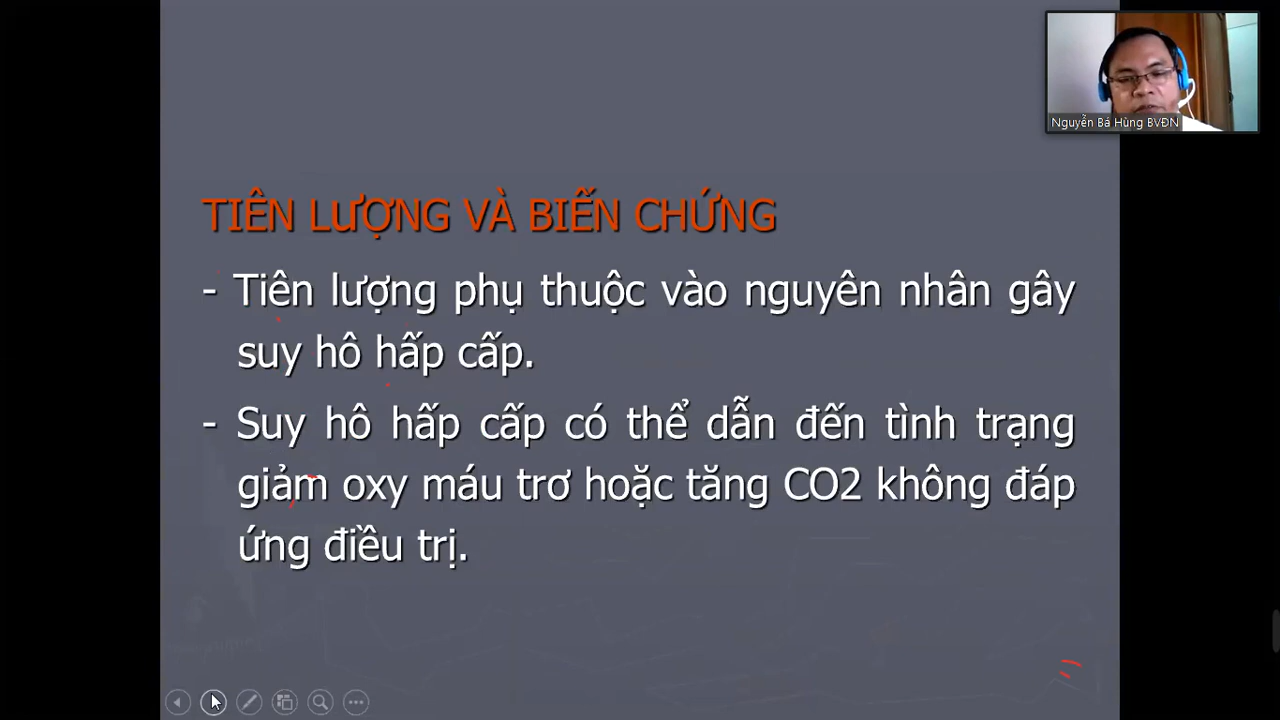 Nguyễn Bá Hùng BVĐN
TIÊN LƯỢNG VÀ BIẾN CHỨNG
- Tiên lượng phụ thuộc vào nguyên nhân gây
suy hô hấp cấp.
- Suy hô hấp cấp có thể dẫn đến tình trạng
giảm oxy máu trơ hoặc tăng CO2 không đáp
ứng điều trị.